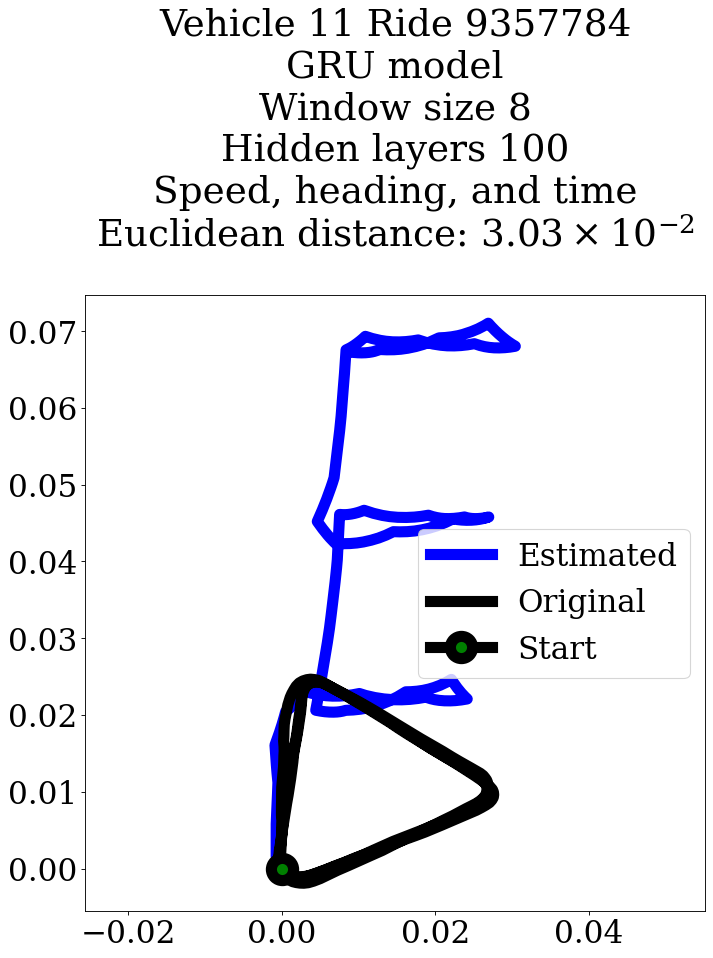 Vehicle 11 Ride 9357784
GRU model
Window size 8
Hidden layers 100
Speed, heading, and time
Euclidean distance: 3.03 × 10⁻²
0.07
0.06
0.05
0.04
0.03
0.02
0.01
0.00
Estimated
Original
Start
−0.02 0.00 0.02 0.04